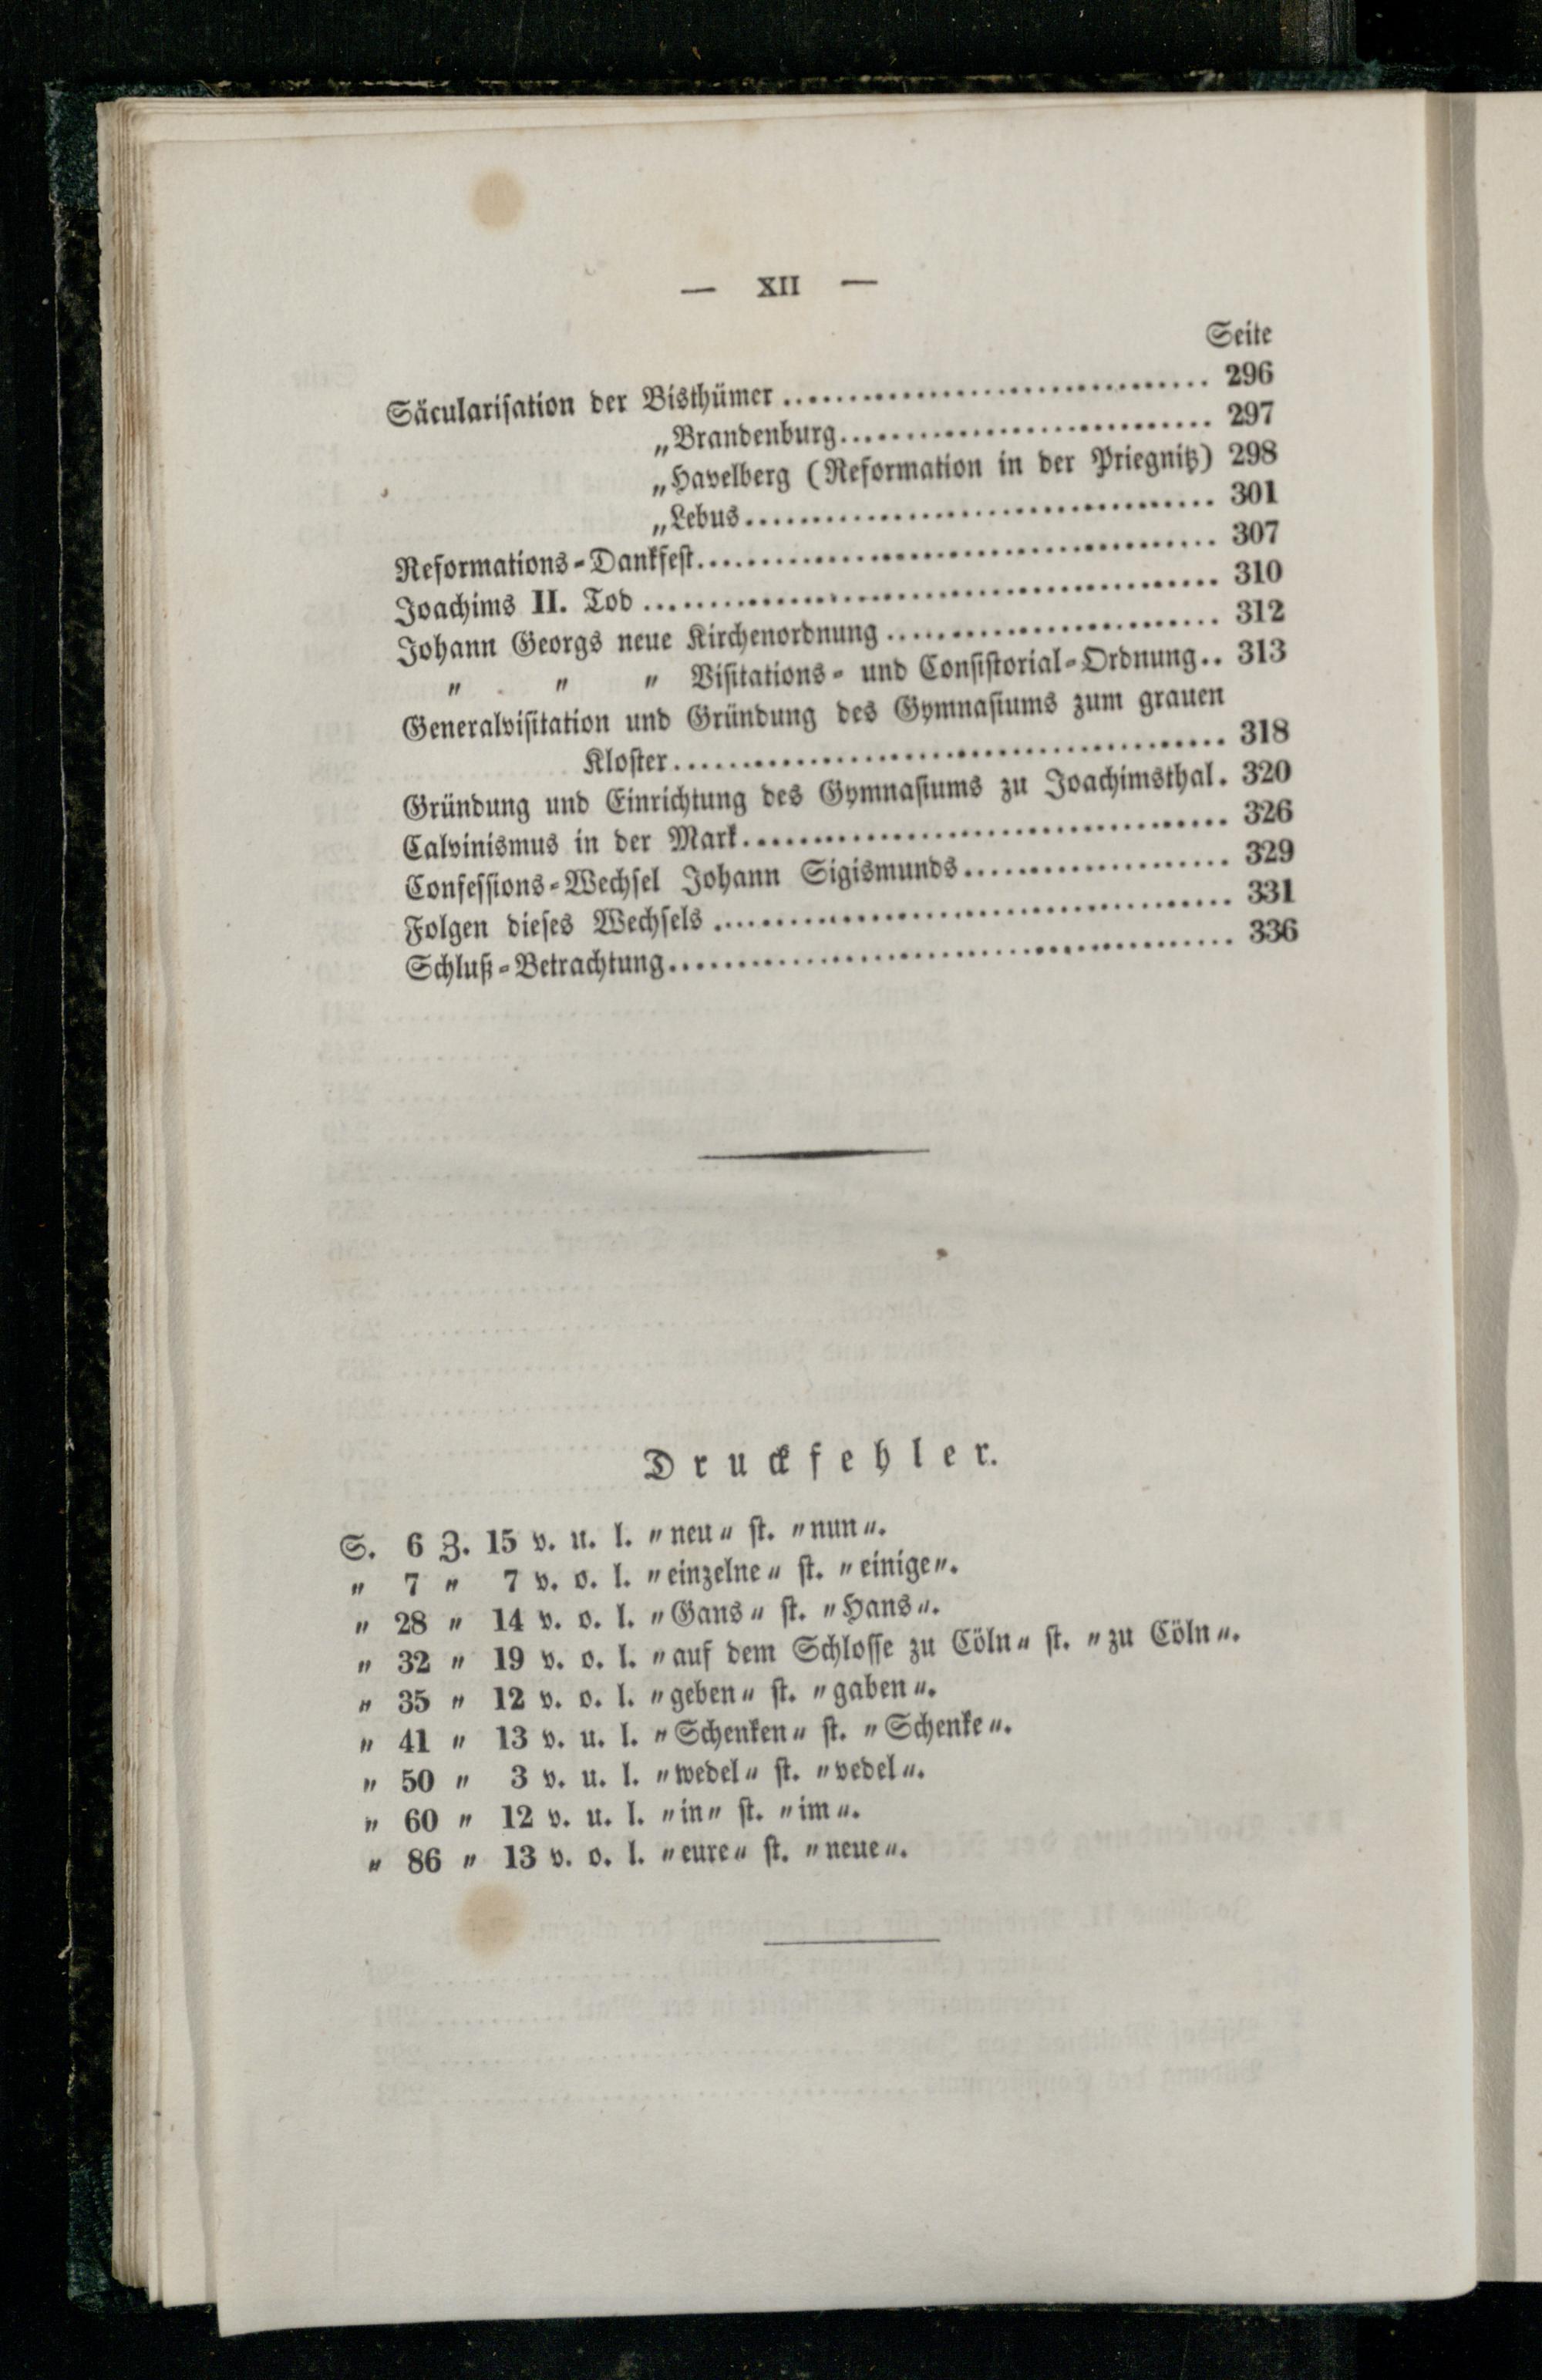 — XII —
Seite
Säcularisation der Bisthümer ................................ 296
„Brandenburg............................ 297
„Havelberg (Reformation in der Priegnitz) 298
„Lebus................................... 301
Reformations-Dankfest....................................... 307
Joachims II. Tod ........................................... 310
Johann Georgs neue Kirchenordnung ......................... 312
„ „ „ Visitations- und Consistorial-Ordnung.. 313
Generalvisitation und Gründung des Gymnasiums zum grauen
Kloster......................................... 318
Gründung und Einrichtung des Gymnasiums zu Joachimsthal. 320
Calvinismus in der Mark.................................... 326
Confessions-Wechsel Johann Sigismunds.................... 329
Folgen dieses Wechsels ....................................... 331
Schluß-Betrachtung.......................................... 336
Druckfehler.
S. 6 Z. 15 v. u. l. „neu“ st. „nun“.
„ 7 „ 7 v. o. l. „einzelne“ st. „einige“.
„ 28 „ 14 v. o. l. „Gans“ st. „Hans“.
„ 32 „ 19 v. o. l. „auf dem Schlosse zu Cöln“ st. „zu Cöln“.
„ 35 „ 12 v. o. l. „geben“ st. „gaben“.
„ 41 „ 13 v. u. l. „Schenken“ st. „Schenke“.
„ 50 „ 3 v. u. l. „wedel“ st. „vedel“.
„ 60 „ 12 v. u. l. „in“ st. „im“.
„ 86 „ 13 v. o. l. „eure“ st. „neue“.